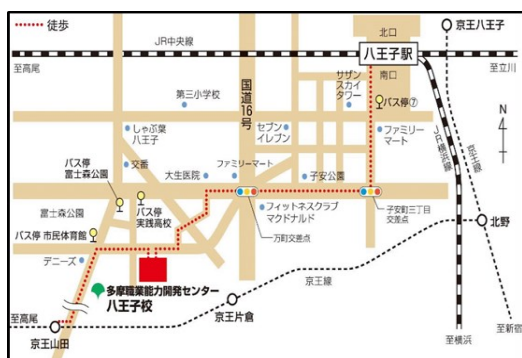 徒歩
JR中央線
至高尾
北口
八王子駅
南口
京王八王子
至立川
サザン
スカイ
タワー
バス停⑦
第三小学校
国道16号
セブン
イレブン
ファミリー
マート
しゃぶ葉
八王子
交番
大生医院
ファミリーマート
子安公園
バス停
富士森公園
富士森公園
バス停
実践高校
フィットネスクラブ
マクドナルド
子安町三丁目
交差点
万町交差点
JR横浜線
京王線
北野
バス停 市民体育館
デニーズ
多摩職業能力開発センター
八王子校
京王線
至高尾
京王山田
京王片倉
至横浜
至新宿